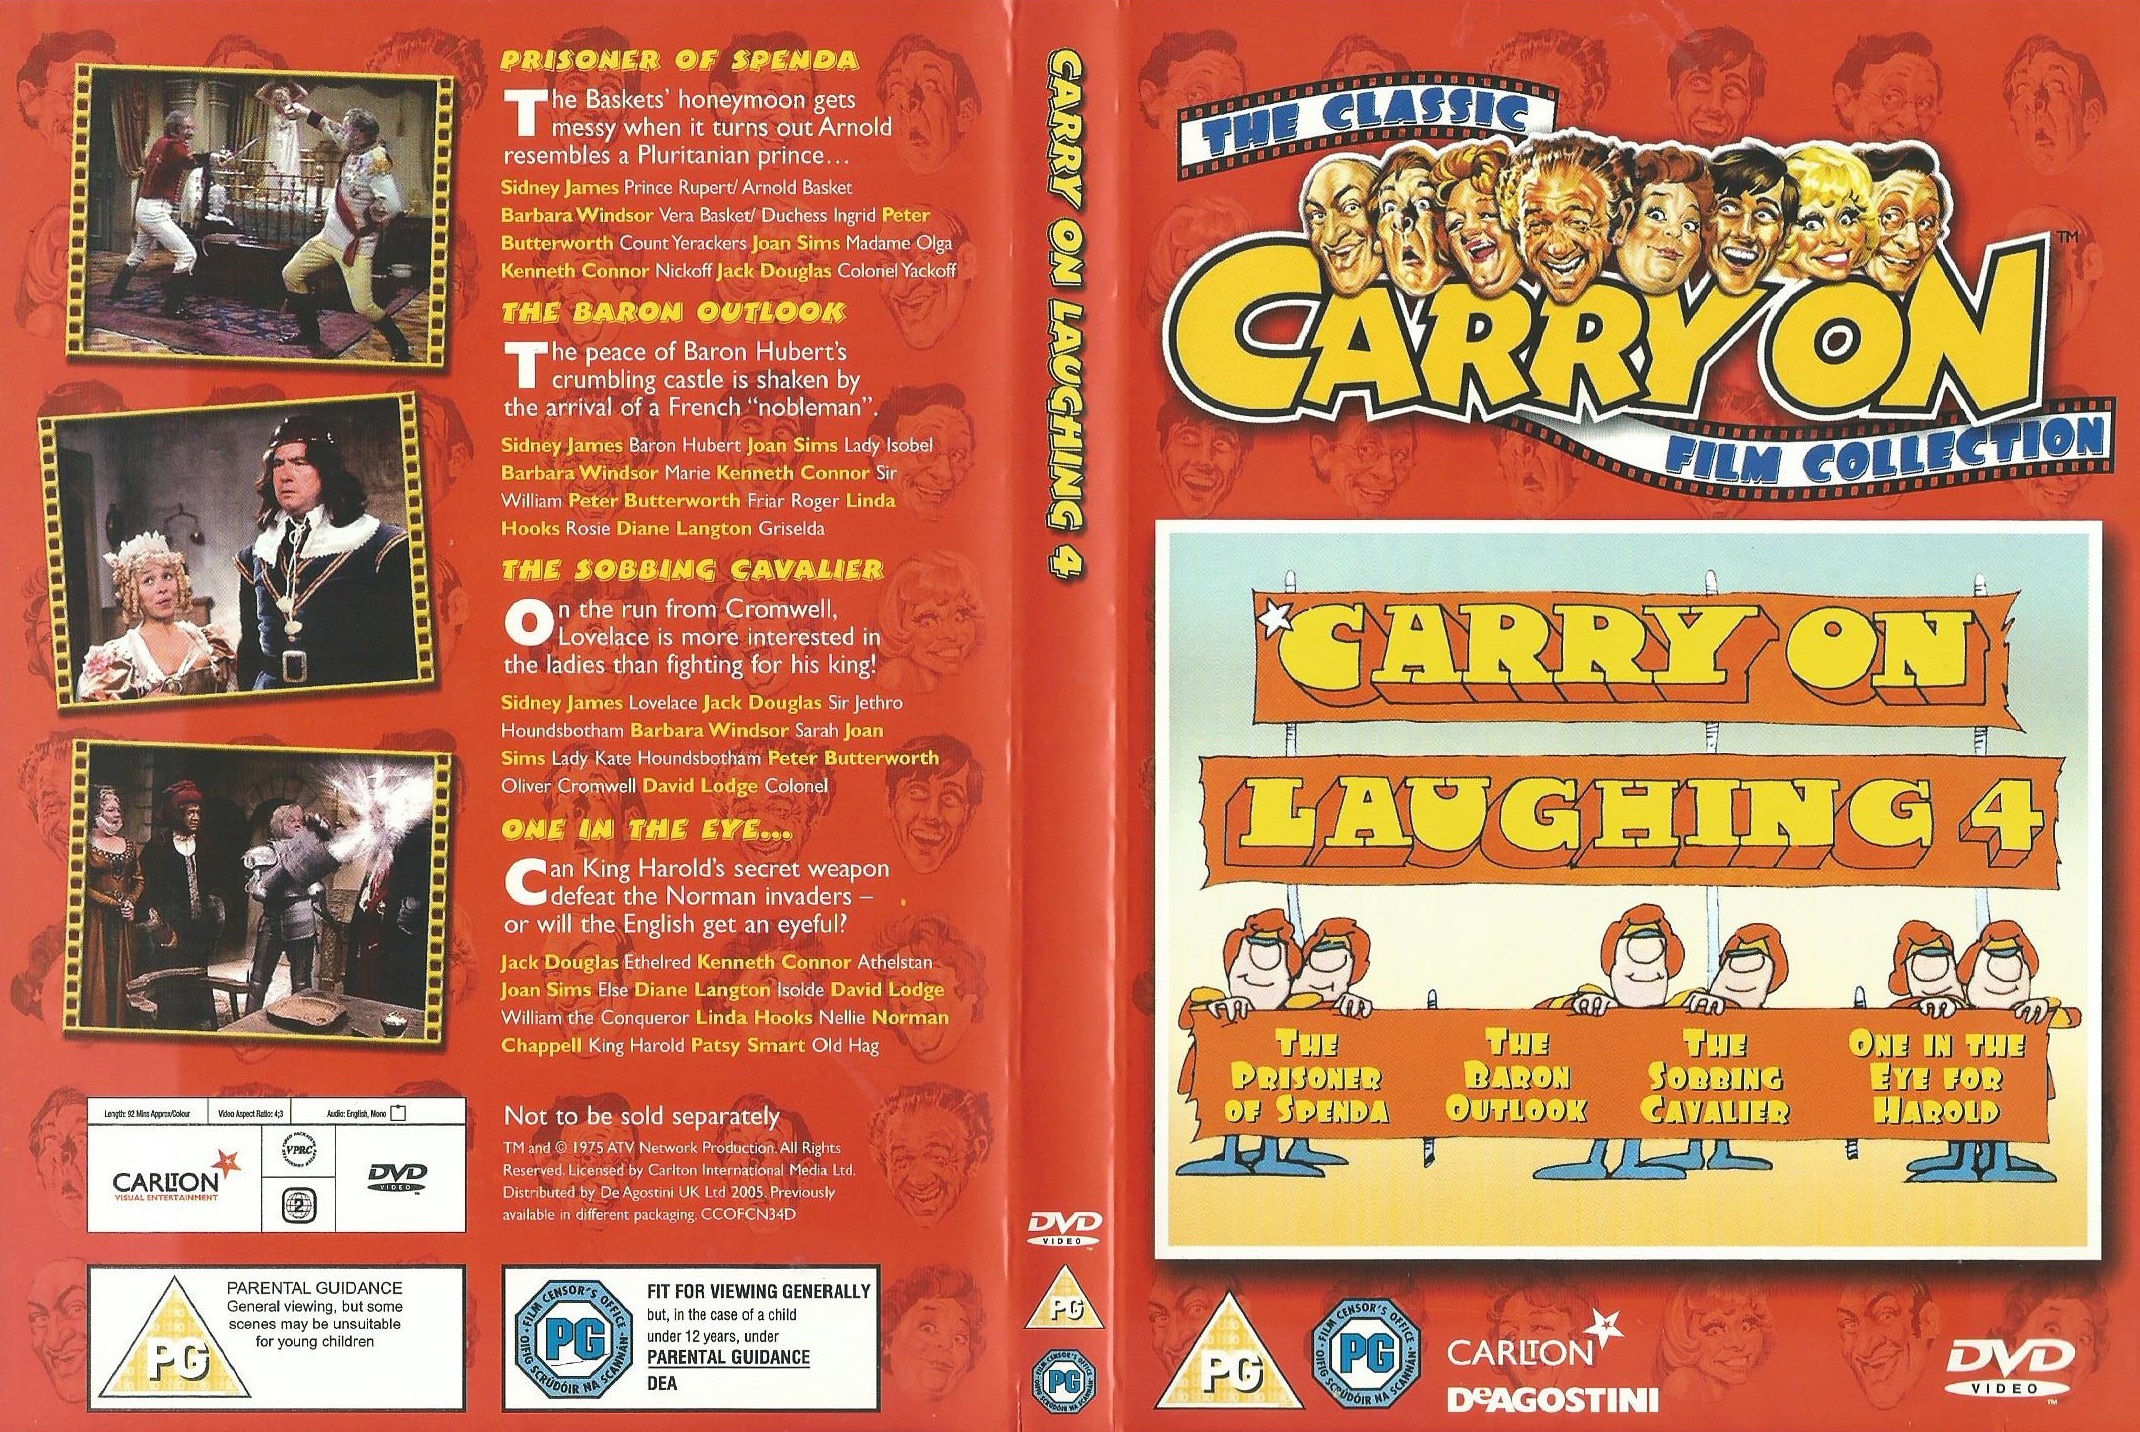 PRISONER OF SPENDA
The Baskets’ honeymoon gets
messy when it turns out Arnold
resembles a Pluritanian prince…
Sidney James Prince Rupert/ Arnold Basket
Barbara Windsor Vera Basket/ Duchess Ingrid Peter
Butterworth Count Yerackers Joan Sims Madame Olga
Kenneth Connor Nickoff Jack Douglas Colonel Yackoff
THE BARON OUTLOOK
The peace of Baron Hubert’s
crumbling castle is shaken by
the arrival of a French “nobleman”.
Sidney James Baron Hubert Joan Sims Lady Isobel
Barbara Windsor Marie Kenneth Connor Sir
William Peter Butterworth Friar Roger Linda
Hooks Rosie Diane Langton Griselda
THE SOBBING CAVALIER
On the run from Cromwell,
Lovelace is more interested in
the ladies than fighting for his king!
Sidney James Lovelace Jack Douglas Sir Jethro
Houndsbotham Barbara Windsor Sarah Joan
Sims Lady Kate Houndsbotham Peter Butterworth
Oliver Cromwell David Lodge Colonel
ONE IN THE EYE...
Can King Harold’s secret weapon
defeat the Norman invaders –
or will the English get an eyeful?
Jack Douglas Ethelred Kenneth Connor Athelstan
Joan Sims Else Diane Langton Isolde David Lodge
William the Conqueror Linda Hooks Nellie Norman
Chappell King Harold Patsy Smart Old Hag
Length: 92 Mins Approx/Colour
Video Aspect Ratio: 4:3
Audio: English, Mono
CARLTON
VISUAL ENTERTAINMENT
VPRC
2
DVD
VIDEO
Not to be sold separately
TM and © 1975 ATV Network Production. All Rights
Reserved. Licensed by Carlton International Media Ltd.
Distributed by De Agostini UK Ltd 2005. Previously
available in different packaging. CCOFCN34D
PG
PARENTAL GUIDANCE
General viewing, but some
scenes may be unsuitable
for young children
FILM CENSOR'S OFFICE
PG
OIFIG SCRÚDÓIR NA SCANNÁN
FIT FOR VIEWING GENERALLY
but, in the case of a child
under 12 years, under
PARENTAL GUIDANCE
DEA
CARRY ON LAUGHING 4
DVD
VIDEO
PG
FILM CENSOR'S OFFICE
PG
OIFIG SCRÚDÓIR NA SCANNÁN
THE CLASSIC
CARRY ON TM
FILM COLLECTION
CARRY ON
LAUGHING 4
THE
PRISONER
OF SPENDA
THE
BARON
OUTLOOK
THE
SOBBING
CAVALIER
ONE IN THE
EYE FOR
HAROLD
PG
FILM CENSOR'S OFFICE
PG
OIFIG SCRÚDÓIR NA SCANNÁN
CARLTON
DeAGOSTINI
DVD
VIDEO
TM